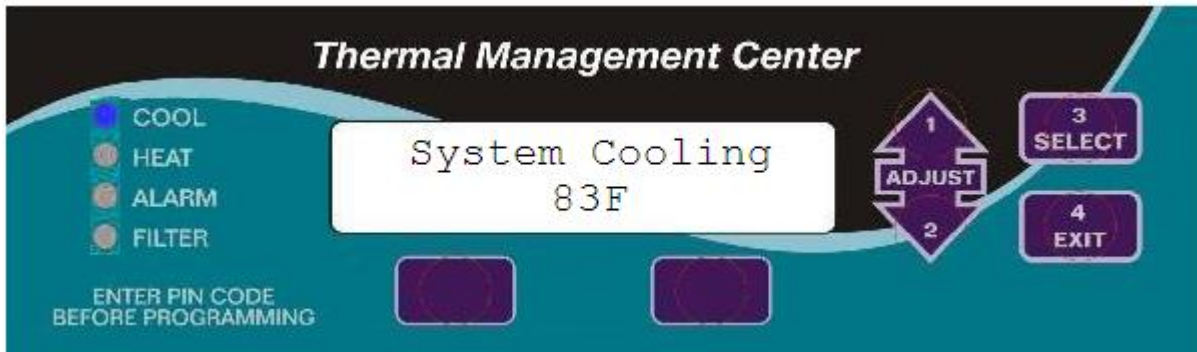 Thermal Management Center
COOL
HEAT
ALARM
FILTER
System Cooling
83F
1
ADJUST
2
3
SELECT
4
EXIT
ENTER PIN CODE
BEFORE PROGRAMMING